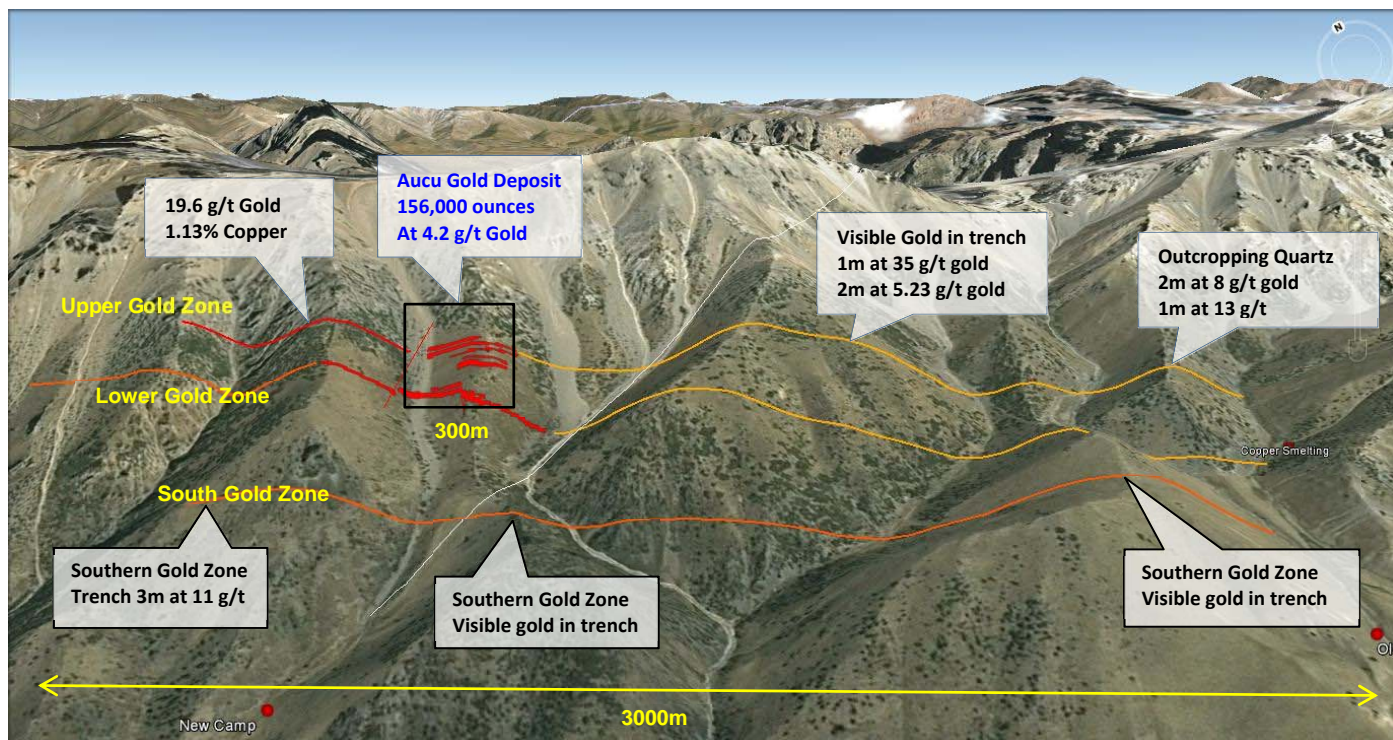 N
19.6 g/t Gold
1.13% Copper
Aucu Gold Deposit
156,000 ounces
At 4.2 g/t Gold
Visible Gold in trench
1m at 35 g/t gold
2m at 5.23 g/t gold
Outcropping Quartz
2m at 8 g/t gold
1m at 13 g/t
Upper Gold Zone
Lower Gold Zone
300m
Copper Smelting
South Gold Zone
Southern Gold Zone
Trench 3m at 11 g/t
Southern Gold Zone
Visible gold in trench
Southern Gold Zone
Visible gold in trench
Ol
New Camp
3000m